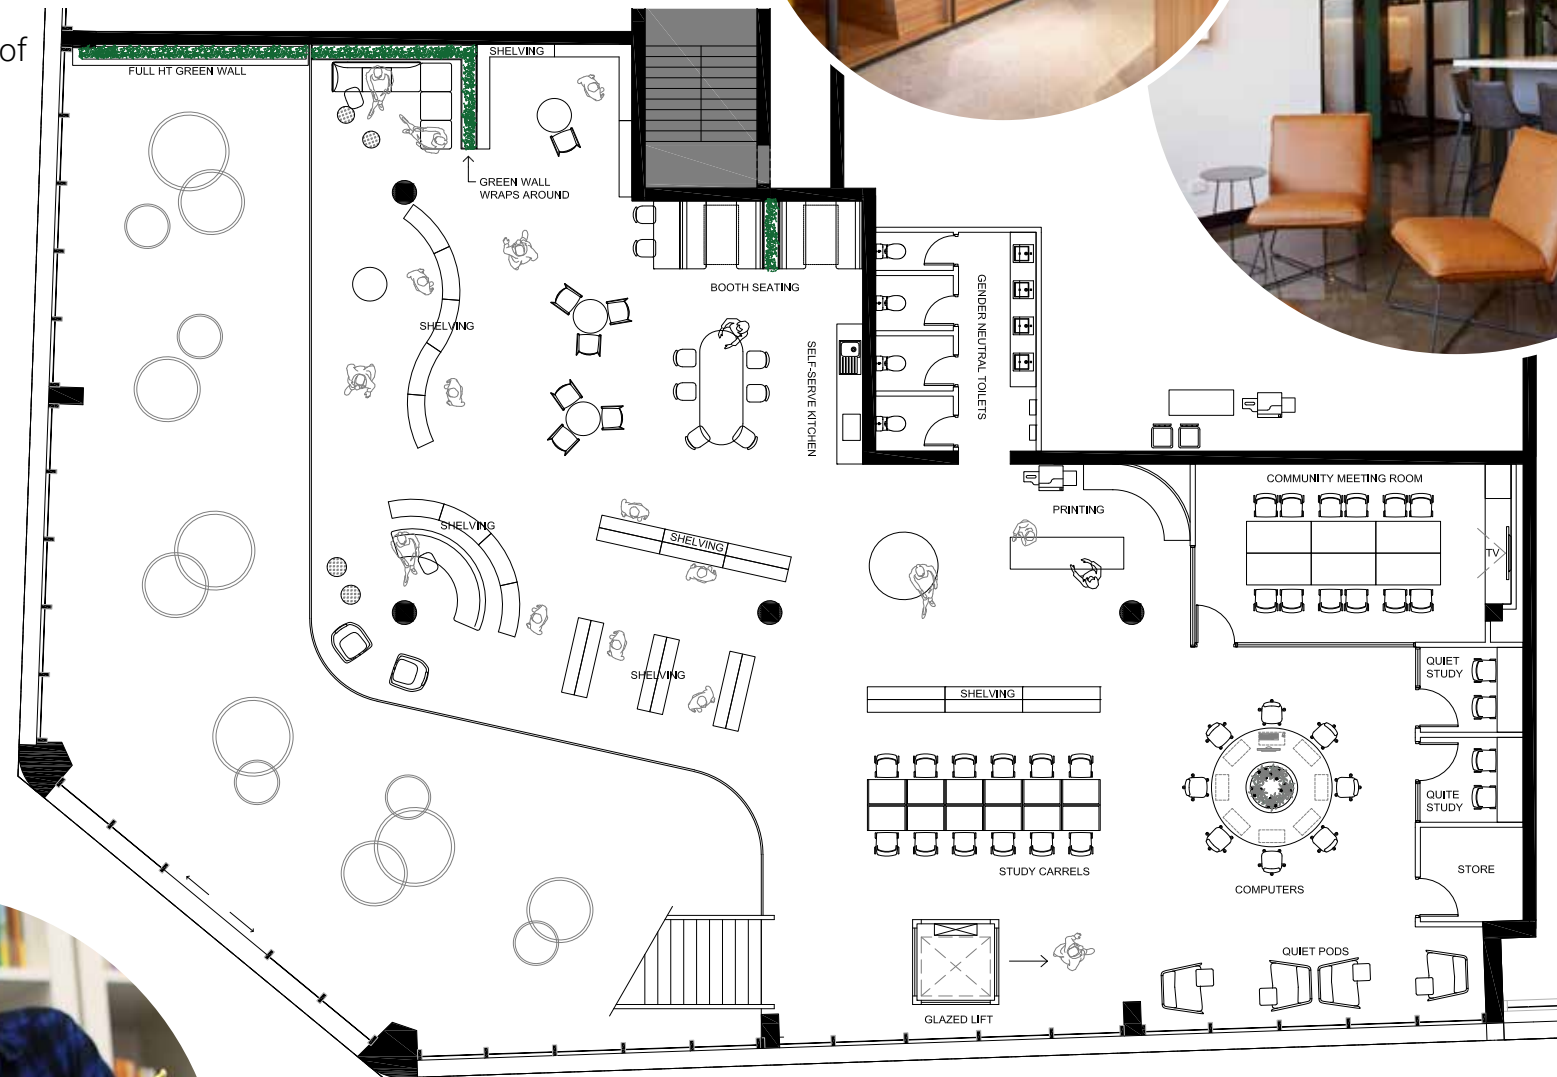 of
SHELVING
FULL HT GREEN WALL
GREEN WALL
WRAPS AROUND
BOOTH SEATING
GENDER NEUTRAL TOILETS
SHELVING
SELF-SERVE KITCHEN
COMMUNITY MEETING ROOM
PRINTING
SHELVING
SHELVING
TV
QUIET
STUDY
SHELVING
SHELVING
QUITE
STUDY
STUDY CARRELS
STORE
COMPUTERS
QUIET PODS
GLAZED LIFT